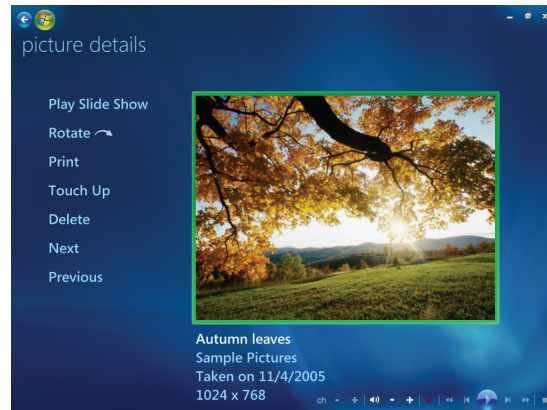 picture details
Play Slide Show
Rotate
Print
Touch Up
Delete
Next
Previous
Autumn leaves
Sample Pictures
Taken on 11/4/2005
1024 x 768
ch - +
- +